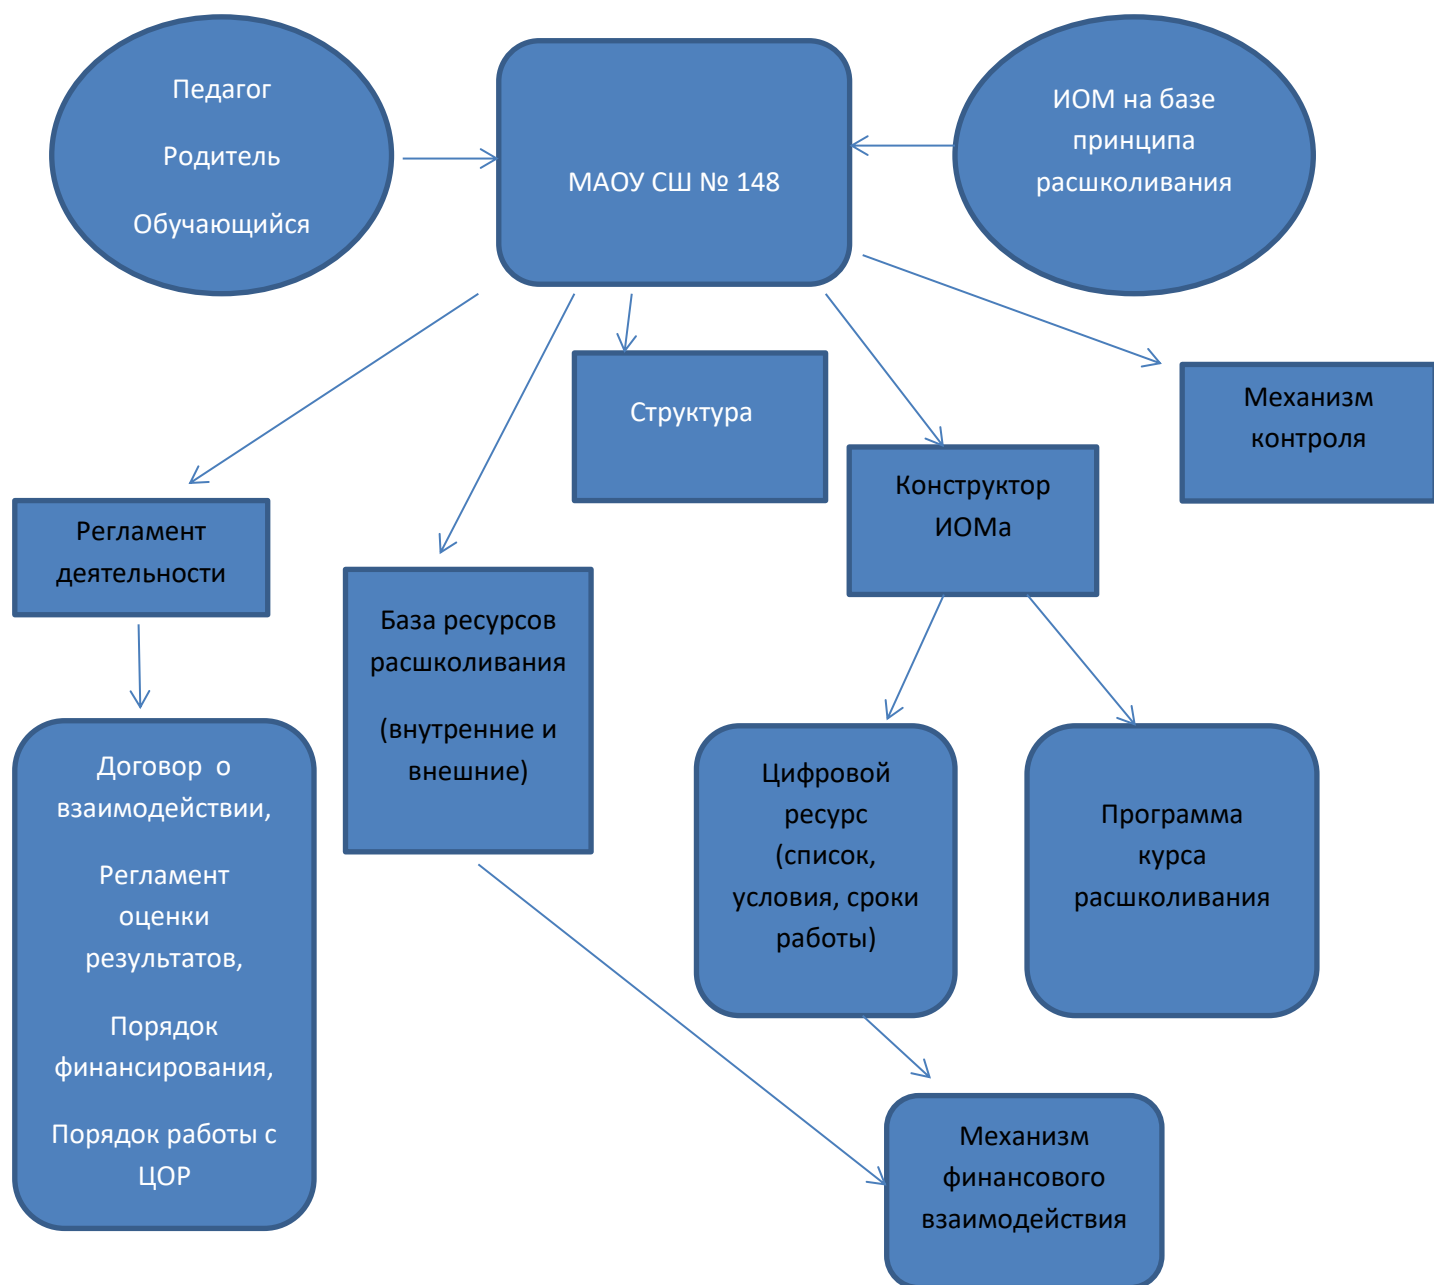 Педагог
Родитель
Обучающийся
МАОУ СШ № 148
ИОМ на базе
принципа
расшколивания
Структура
Механизм
контроля
Конструктор
ИОМа
Регламент
деятельности
База ресурсов
расшколивания
(внутренние и
внешние)
Договор о
взаимодействии,
Регламент
оценки
результатов,
Порядок
финансирования,
Порядок работы с
ЦОР
Цифровой
ресурс
(список,
условия, сроки
работы)
Программа
курса
расшколивания
Механизм
финансового
взаимодействия